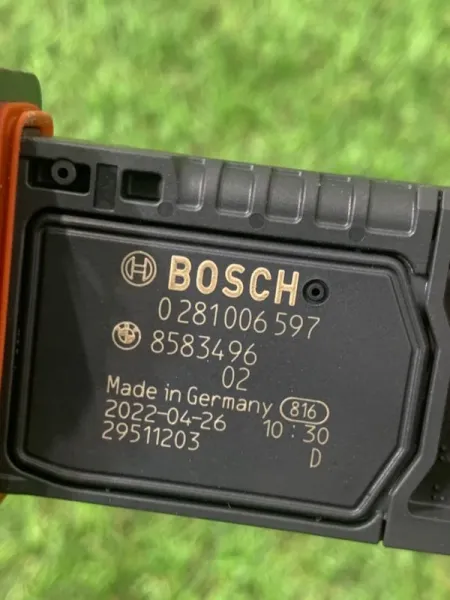 BOSCH
0 281 006 597
8583496
02
Made in Germany 816
2022-04-26 10:30
29511203 D